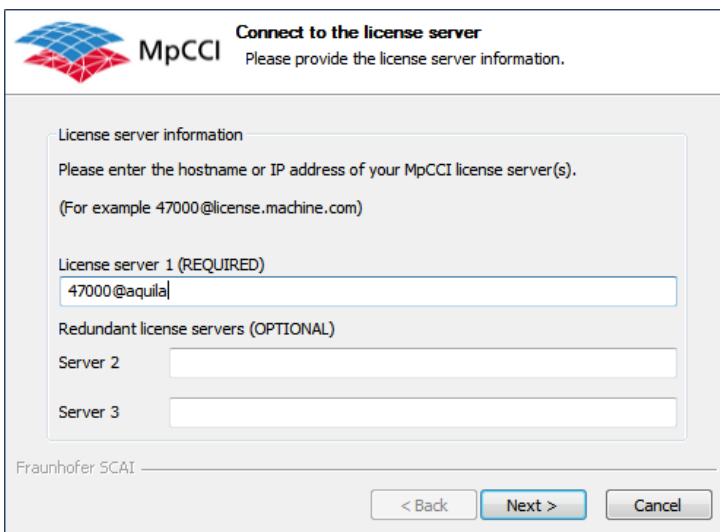 MpCCI
Connect to the license server
Please provide the license server information.
License server information
Please enter the hostname or IP address of your MpCCI license server(s).
(For example 47000@license.machine.com)
License server 1 (REQUIRED)
47000@aquila
Redundant license servers (OPTIONAL)
Server 2
Server 3
Fraunhofer SCAI
< Back
Next >
Cancel